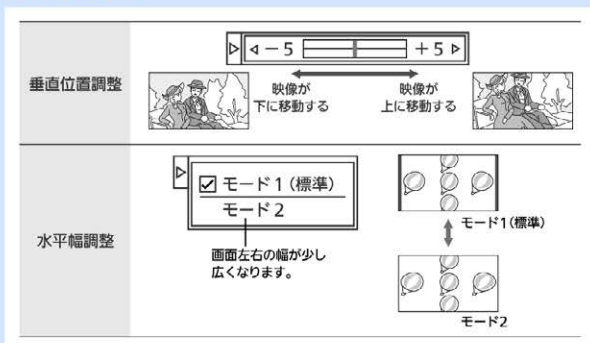 垂直位置調整
−5 +5
映像が
下に移動する
映像が
上に移動する
水平幅調整
モード1(標準)
モード2
画面左右の幅が少し
広くなります。
モード1(標準)
モード2